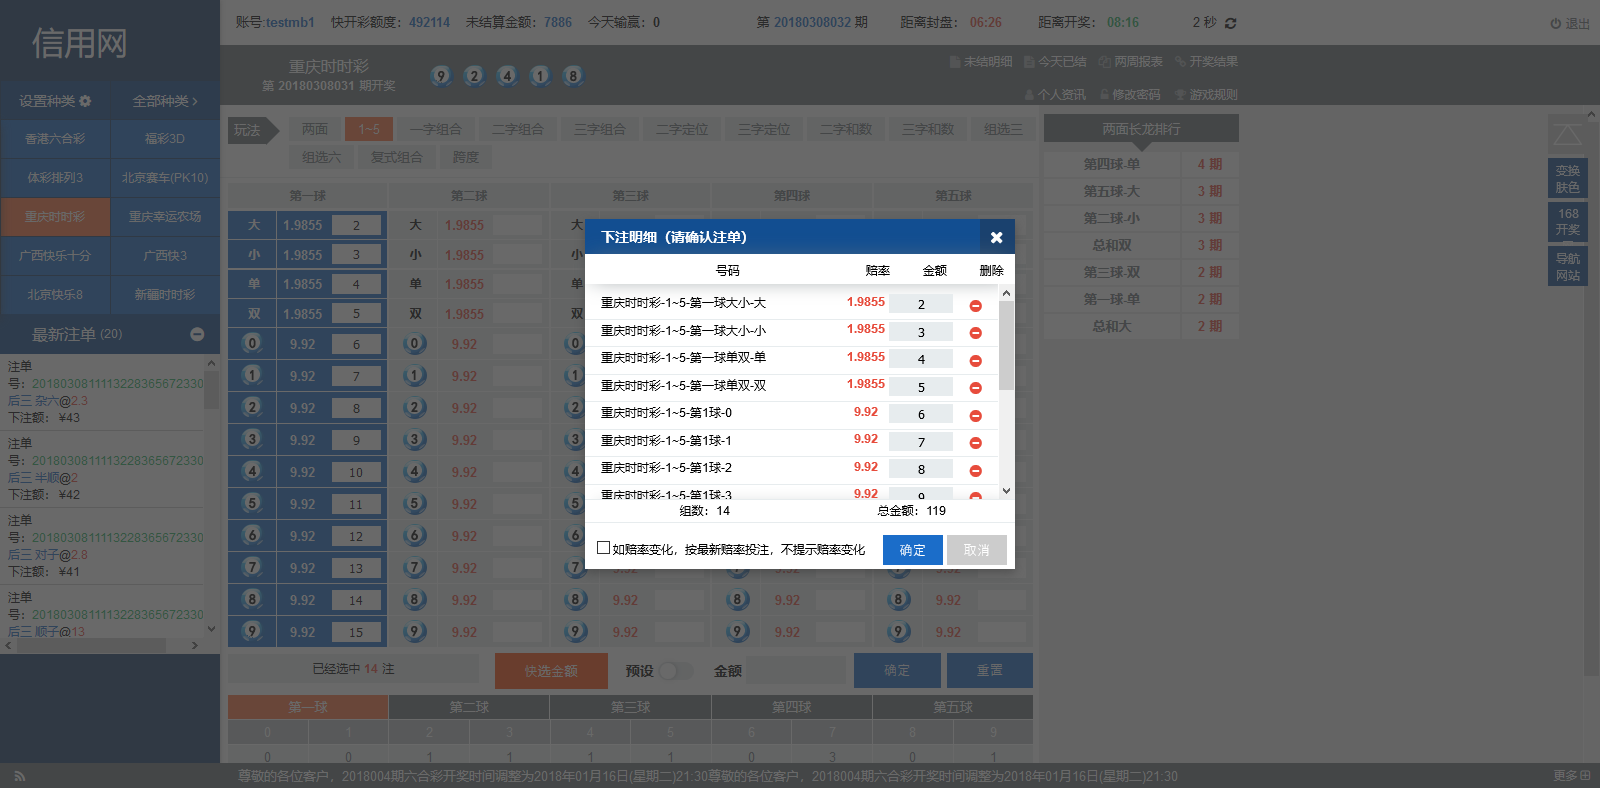 信用网
账号:testmb1 快开彩额度：492114 未结算金额：7886 今天输赢：0 第 20180308032 期 距离封盘：06:26 距离开奖：08:16 2 秒 退出
重庆时时彩
第 20180308031 期开奖
9 2 4 1 8
未结明细 今天已结 两周报表 开奖结果
个人资讯 修改密码 游戏规则
设置种类 全部种类
香港六合彩 福彩3D
体彩排列3 北京赛车(PK10)
重庆时时彩 重庆幸运农场
广西快乐十分 广西快3
北京快乐8 新疆时时彩
最新注单 (20)
注单
号：2018030811113228365672330
后三 杂六@2.3
下注额： ¥43
注单
号：2018030811113228365672330
后三 半顺@2
下注额： ¥42
注单
号：2018030811113228365672330
后三 对子@2.8
下注额： ¥41
注单
号：2018030811113228365672330
后三 顺子@13
玩法 两面 1~5 一字组合 二字组合 三字组合 二字定位 三字定位 二字和数 三字和数 组选三
组选六 复式组合 跨度
第一球 第二球 第三球 第四球 第五球
大 1.9855 2 大 1.9855 大
小 1.9855 3 小 1.9855 小
单 1.9855 4 单 1.9855 单
双 1.9855 5 双 1.9855 双
0 9.92 6 0 9.92 0
1 9.92 7 1 9.92 1
2 9.92 8 2 9.92 2
3 9.92 9 3 9.92 3
4 9.92 10 4 9.92 4
5 9.92 11 5 9.92 5
6 9.92 12 6 9.92 6
7 9.92 13 7 9.92 7 9.92 7 9.92 7 9.92
8 9.92 14 8 9.92 8 9.92 8 9.92 8 9.92
9 9.92 15 9 9.92 9 9.92 9 9.92 9 9.92
已经选中 14 注 快选金额 预设 金额 确定 重置
第一球 第二球 第三球 第四球 第五球
0 1 2 3 4 5 6 7 8 9
0 0 1 1 1 1 0 3 0 1
下注明细（请确认注单）
号码 赔率 金额 删除
重庆时时彩-1~5-第一球大小-大 1.9855 2
重庆时时彩-1~5-第一球大小-小 1.9855 3
重庆时时彩-1~5-第一球单双-单 1.9855 4
重庆时时彩-1~5-第一球单双-双 1.9855 5
重庆时时彩-1~5-第1球-0 9.92 6
重庆时时彩-1~5-第1球-1 9.92 7
重庆时时彩-1~5-第1球-2 9.92 8
重庆时时彩-1~5-第1球-3 9.92 9
组数：14 总金额：119
如赔率变化，按最新赔率投注，不提示赔率变化 确定 取消
两面长龙排行
第四球-单 4 期
第五球-大 3 期
第二球-小 3 期
总和双 3 期
第三球-双 2 期
第一球-单 2 期
总和大 2 期
变换
肤色
168
开奖
导航
网站
尊敬的各位客户，2018004期六合彩开奖时间调整为2018年01月16日(星期二)21:30尊敬的各位客户，2018004期六合彩开奖时间调整为2018年01月16日(星期二)21:30 更多